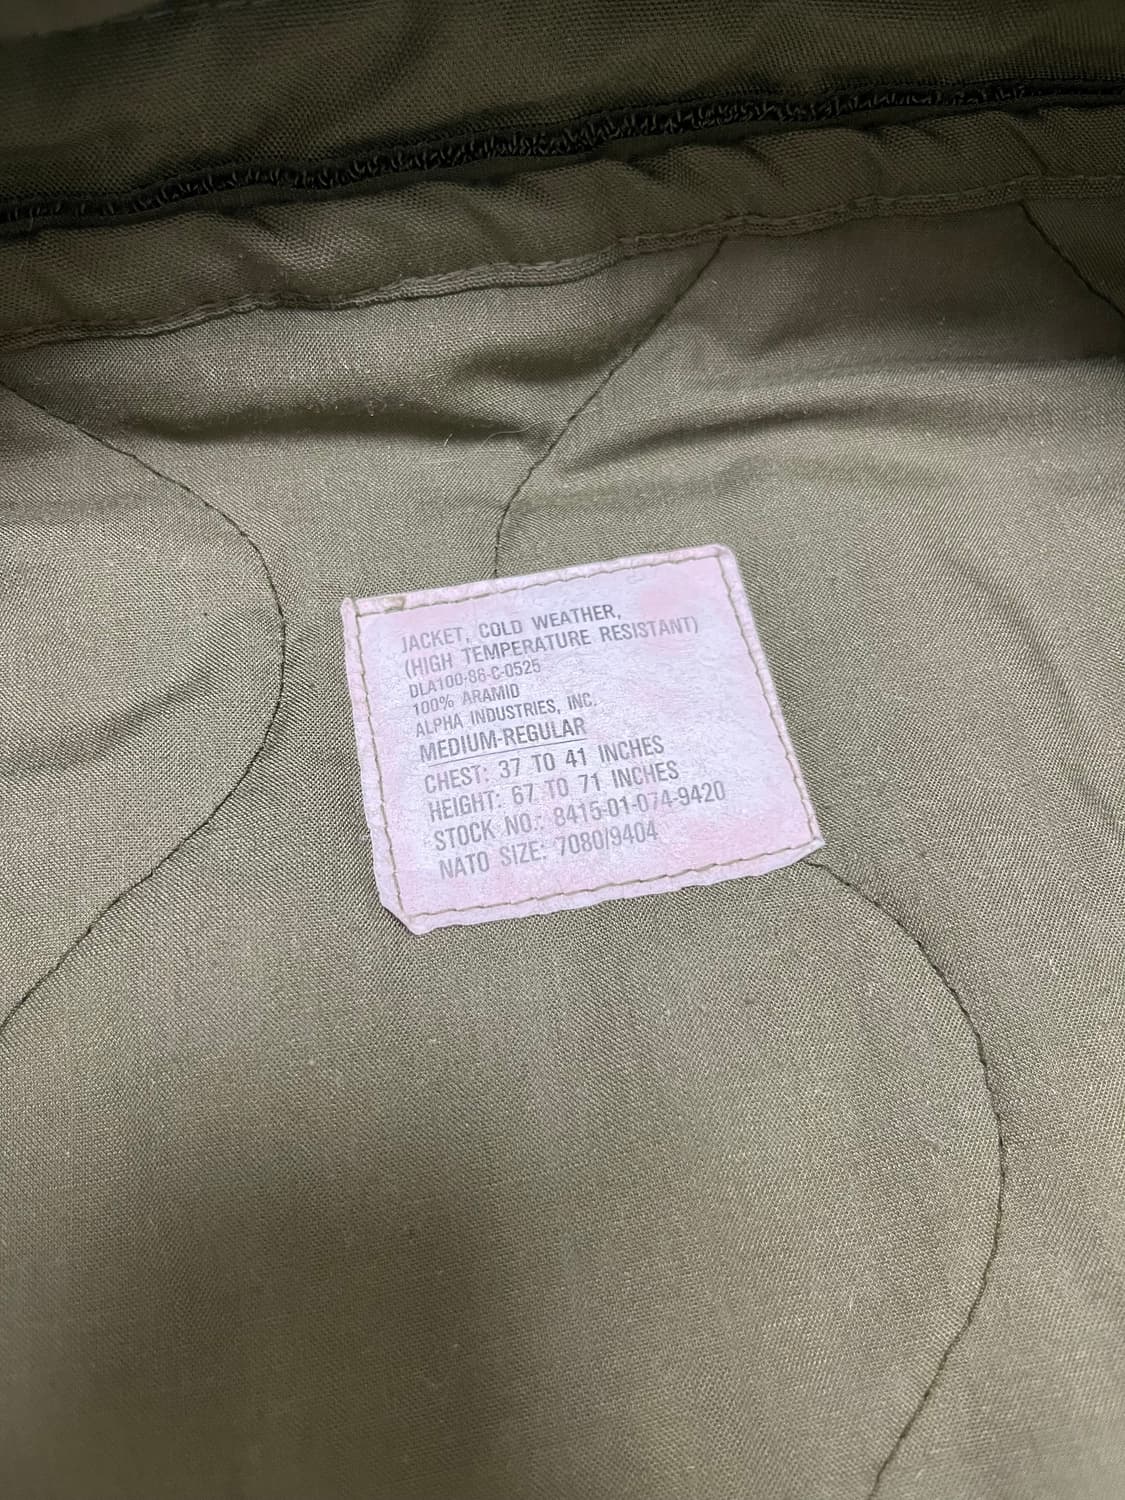 JACKET, COLD WEATHER,
(HIGH TEMPERATURE RESISTANT)
DLA100-86-C-0525
100% ARAMID
ALPHA INDUSTRIES, INC.
MEDIUM-REGULAR
CHEST: 37 TO 41 INCHES
HEIGHT: 67 TO 71 INCHES
STOCK NO.: 8415-01-074-9420
NATO SIZE: 7080/9404